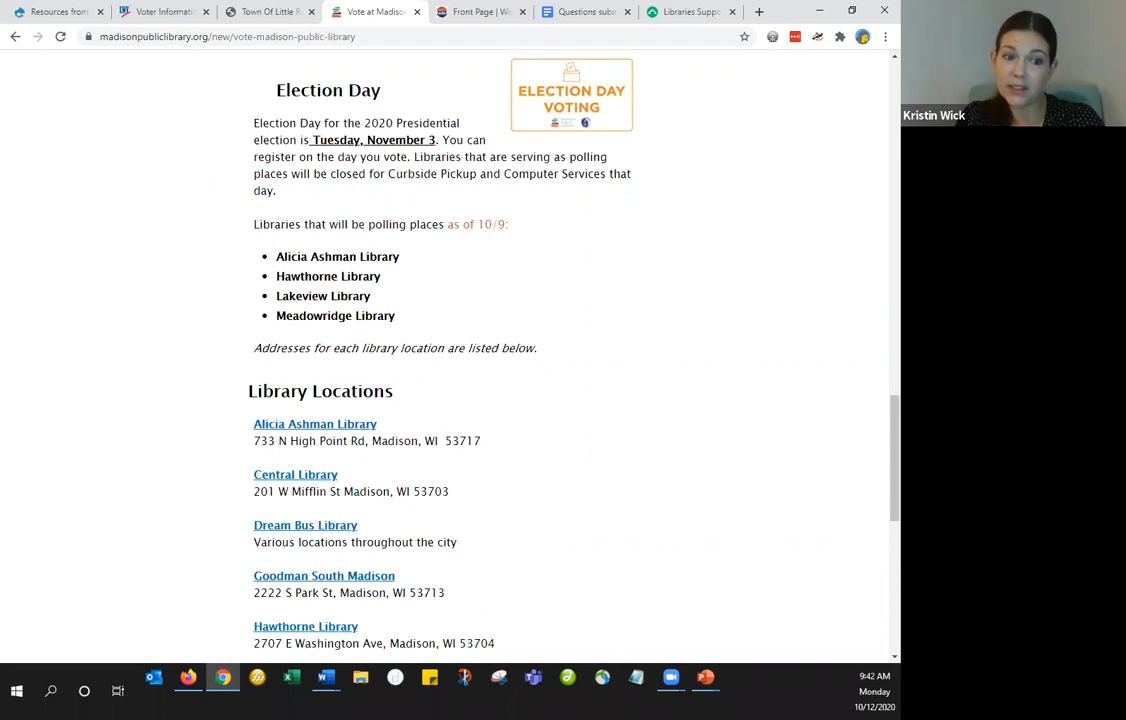 Resources from
Voter Informati
Town Of Little R
Vote at Madison
Front Page | Wis
Questions subm
Libraries Suppo
madisonpubliclibrary.org/new/vote-madison-public-library
Kristin Wick
Election Day
ELECTION DAY
VOTING
Election Day for the 2020 Presidential
election is Tuesday, November 3. You can
register on the day you vote. Libraries that are serving as polling
places will be closed for Curbside Pickup and Computer Services that
day.
Libraries that will be polling places as of 10/9:
• Alicia Ashman Library
• Hawthorne Library
• Lakeview Library
• Meadowridge Library
Addresses for each library location are listed below.
Library Locations
Alicia Ashman Library
733 N High Point Rd, Madison, WI 53717
Central Library
201 W Mifflin St Madison, WI 53703
Dream Bus Library
Various locations throughout the city
Goodman South Madison
2222 S Park St, Madison, WI 53713
Hawthorne Library
2707 E Washington Ave, Madison, WI 53704
9:42 AM
Monday
10/12/2020